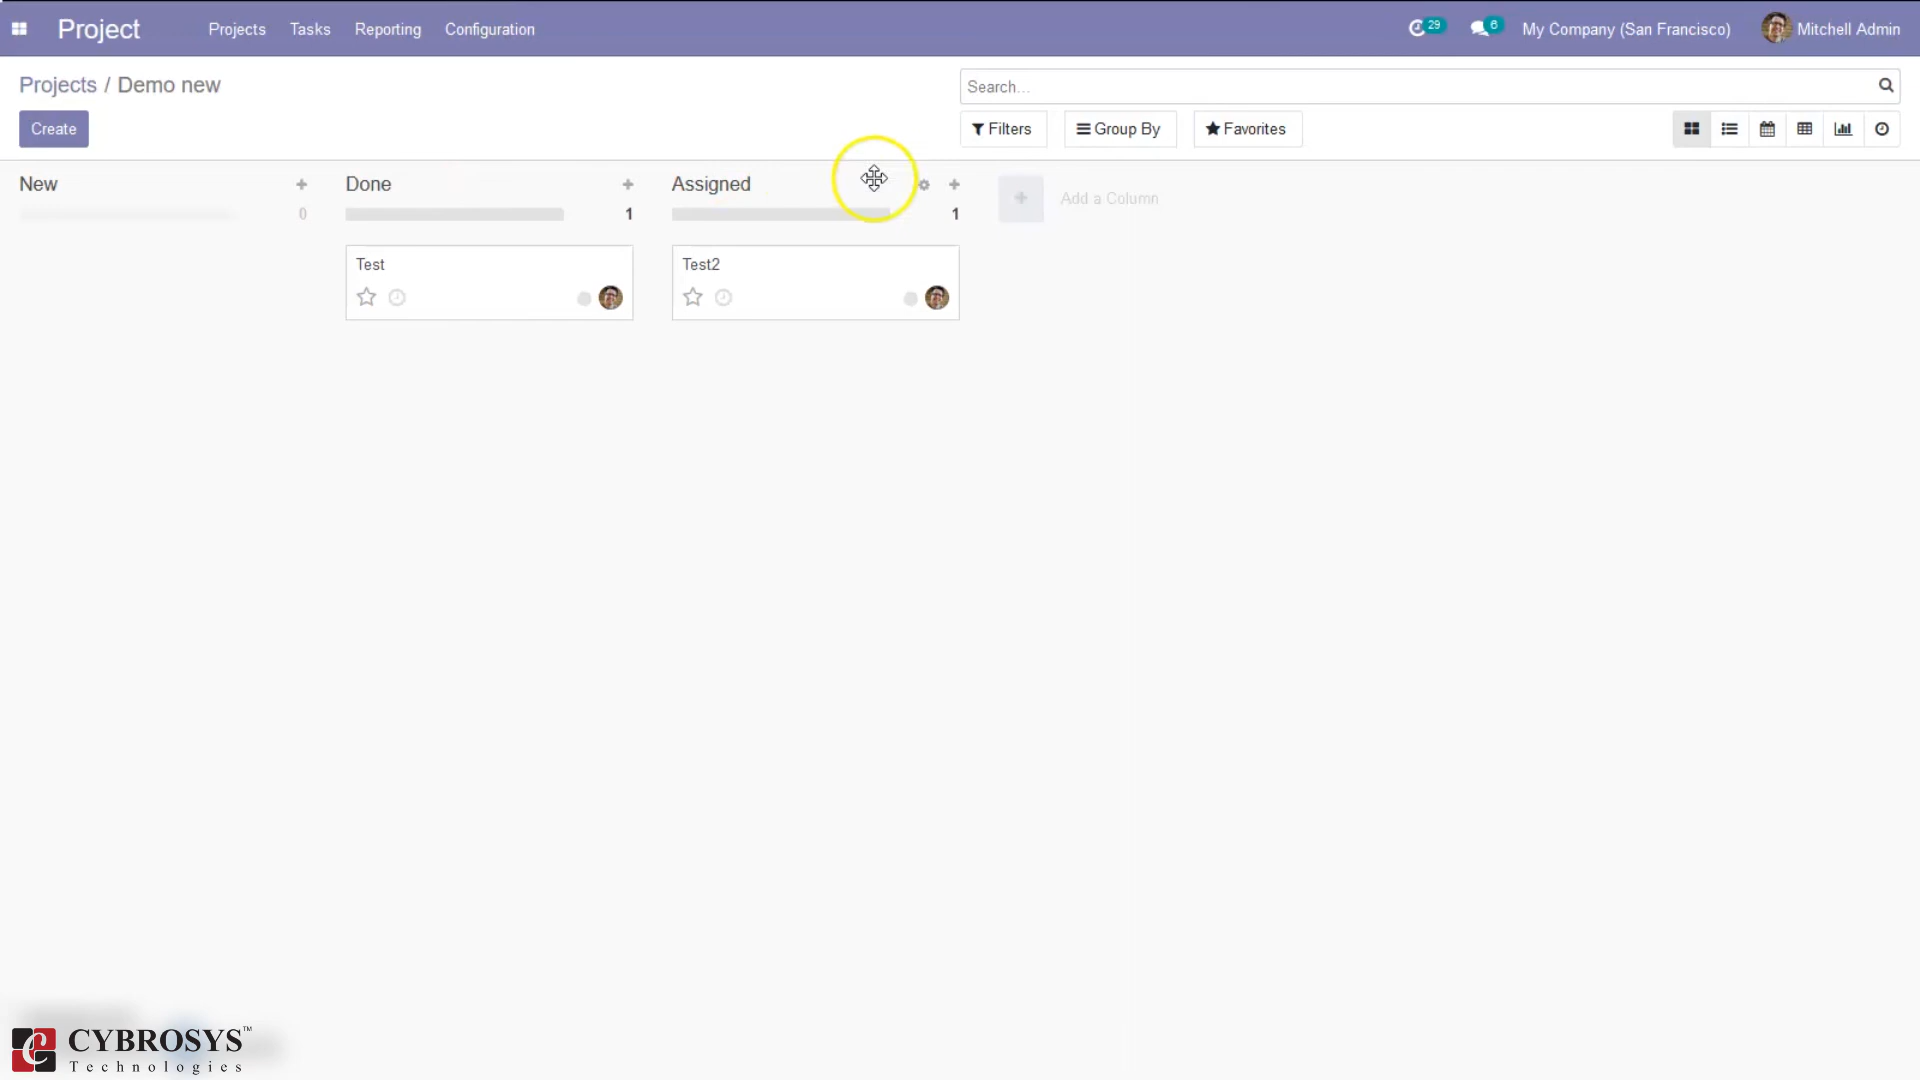 Project Projects Tasks Reporting Configuration 29 6 My Company (San Francisco) Mitchell Admin
Projects / Demo new
Search...
Create
Filters Group By Favorites
New Done Assigned
Add a Column
0 1 1
Test Test2
CYBROSYS™
Technologies